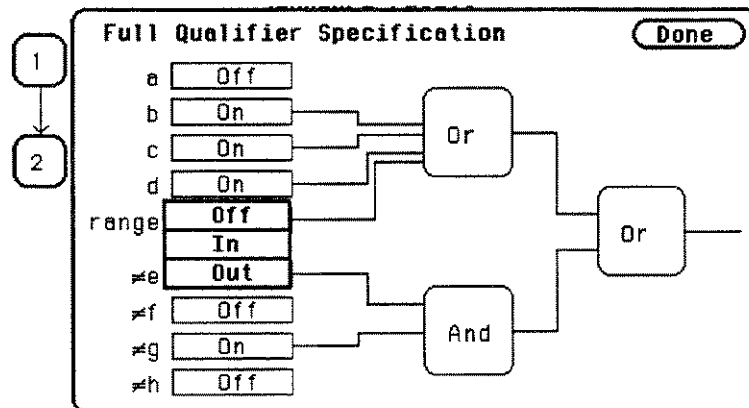 Full Qualifier Specification
Done
1
2
a Off
b On
c On
d On
range Off
In
≠e Out
≠f Off
≠g On
≠h Off
Or
And
Or